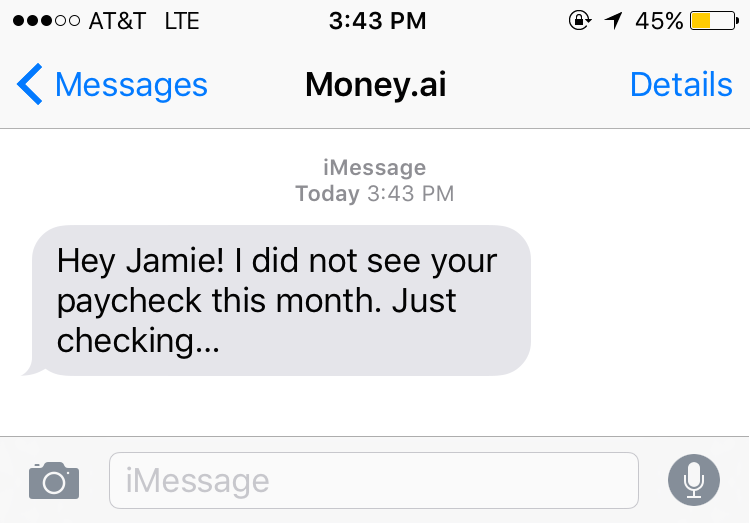 AT&T LTE 3:43 PM 45%
Messages Money.ai Details
iMessage
Today 3:43 PM
Hey Jamie! I did not see your
paycheck this month. Just
checking...
iMessage